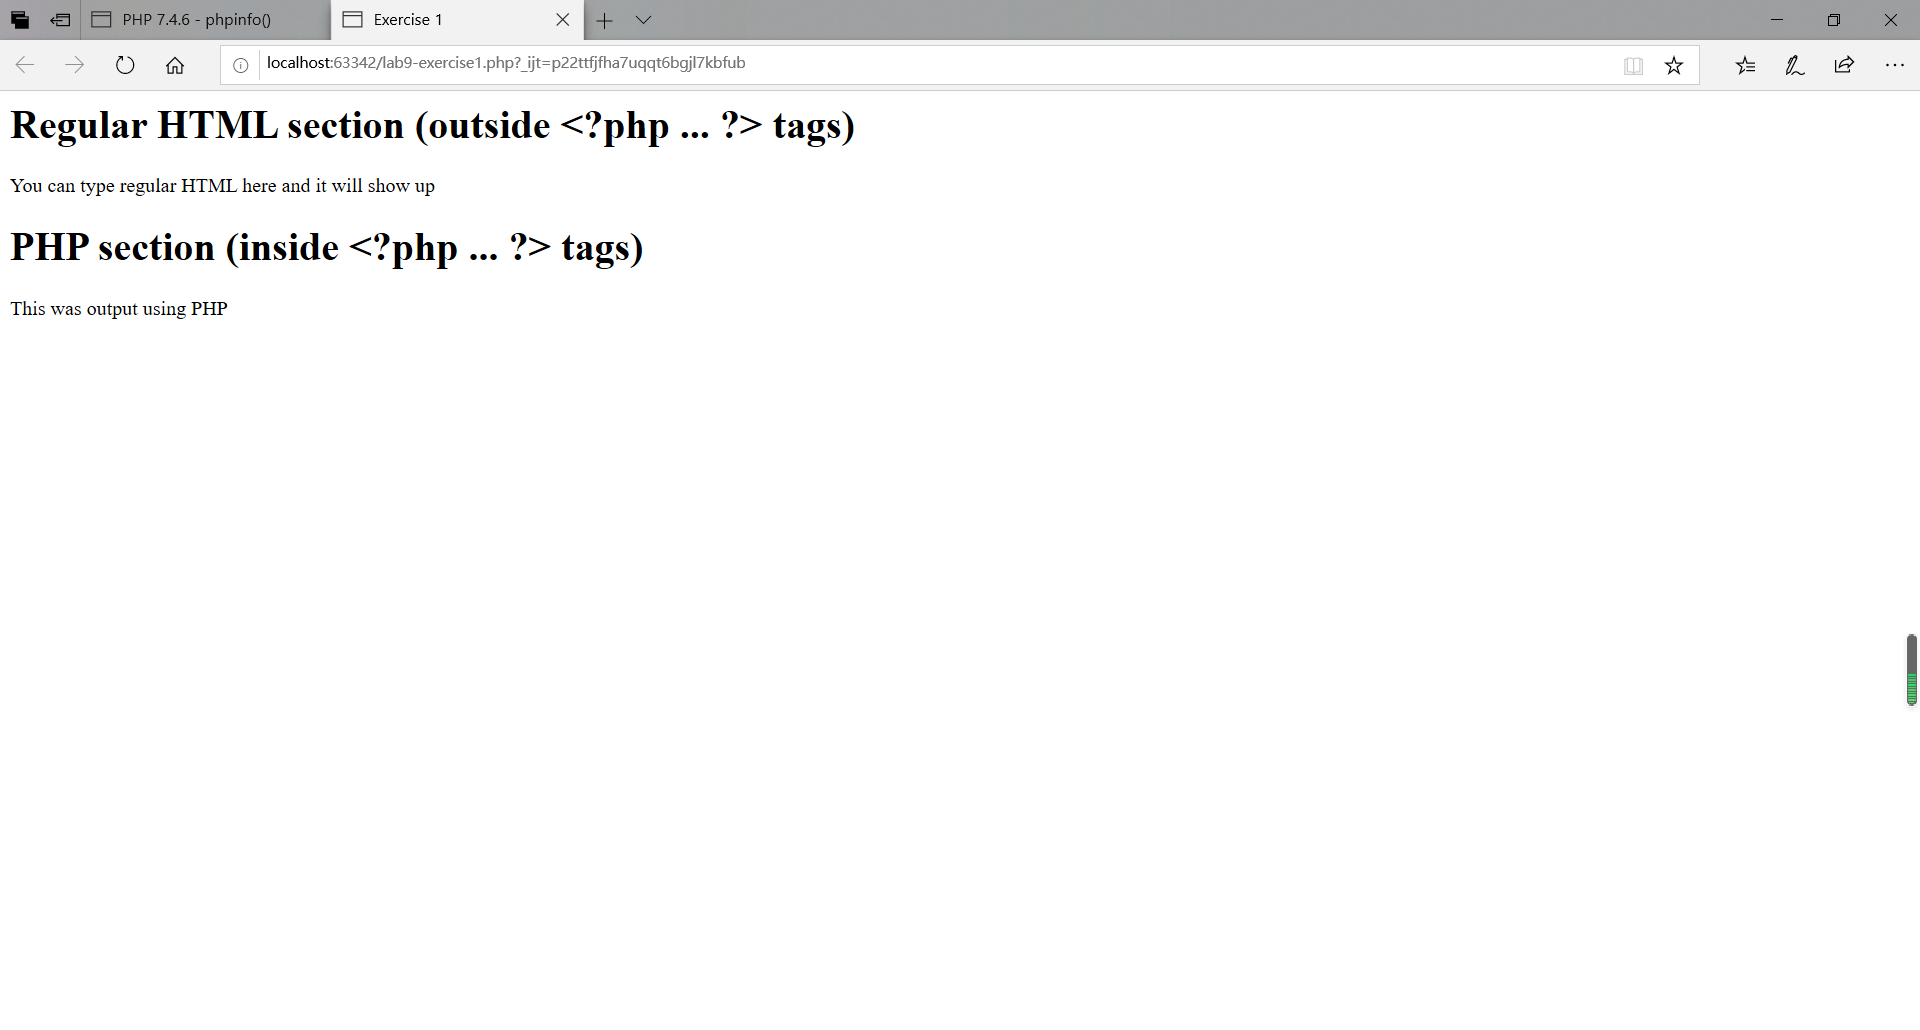 PHP 7.4.6 - phpinfo()
Exercise 1
localhost:63342/lab9-exercise1.php?_ijt=p22ttfjfha7uqqt6bgjl7kbfub
Regular HTML section (outside <?php ... ?> tags)
You can type regular HTML here and it will show up
PHP section (inside <?php ... ?> tags)
This was output using PHP